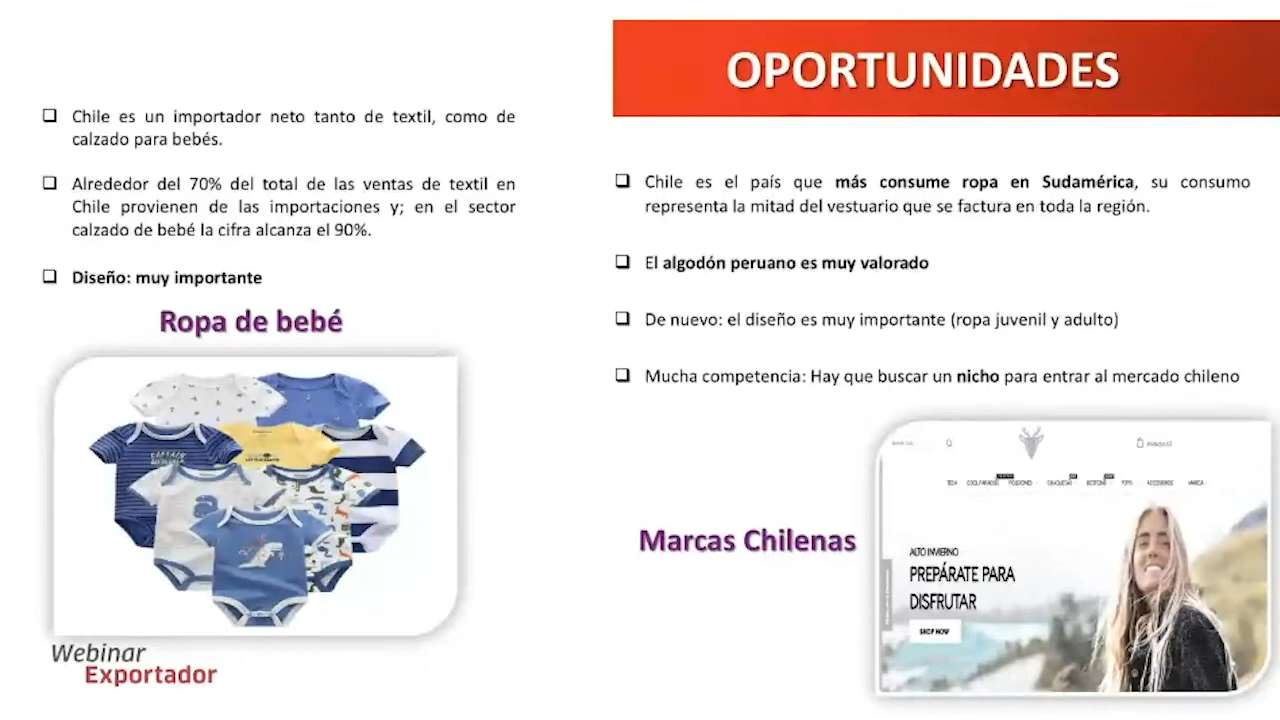 OPORTUNIDADES
Chile es un importador neto tanto de textil, como de
calzado para bebés.
Alrededor del 70% del total de las ventas de textil en
Chile provienen de las importaciones y; en el sector
calzado de bebé la cifra alcanza el 90%.
Diseño: muy importante
Ropa de bebé
Webinar
Exportador
Chile es el país que más consume ropa en Sudamérica, su consumo
representa la mitad del vestuario que se factura en toda la región.
El algodón peruano es muy valorado
De nuevo: el diseño es muy importante (ropa juvenil y adulto)
Mucha competencia: Hay que buscar un nicho para entrar al mercado chileno
Marcas Chilenas
ALTO INVIERNO
PREPÁRATE PARA
DISFRUTAR
SHOP NOW